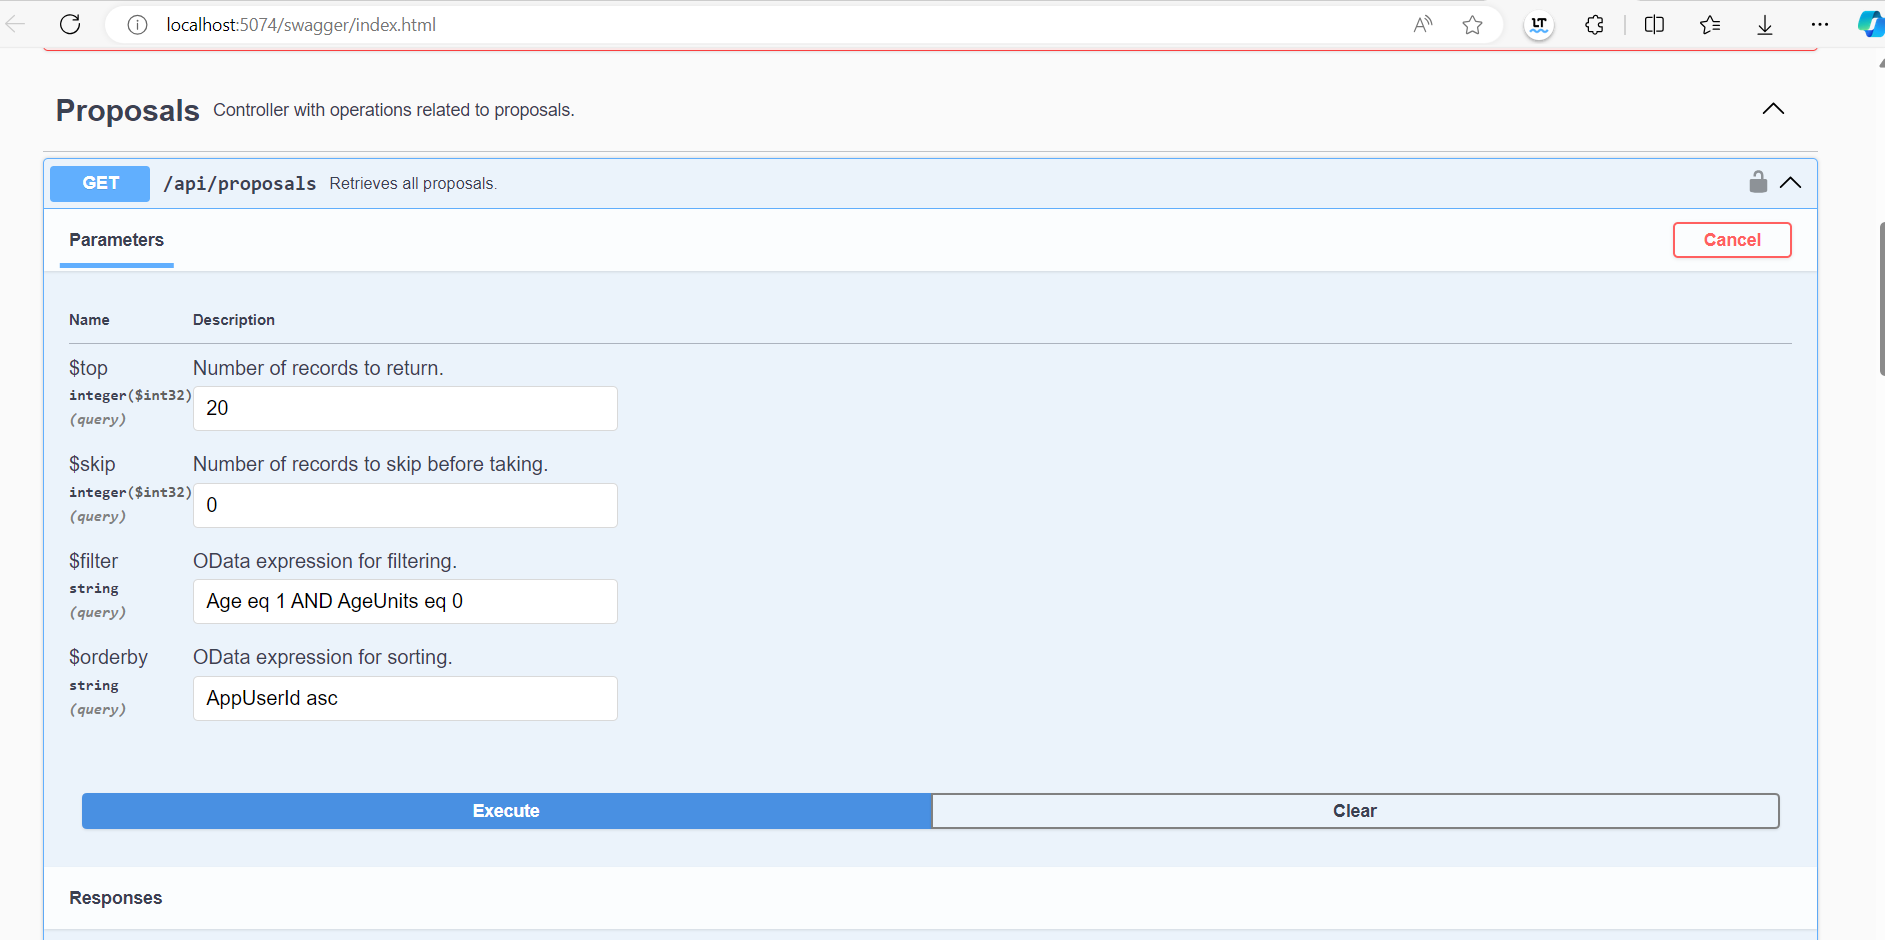 localhost:5074/swagger/index.html
Proposals Controller with operations related to proposals.
GET /api/proposals Retrieves all proposals.
Parameters
Cancel
Name Description
$top Number of records to return.
integer($int32)
(query)
20
$skip Number of records to skip before taking.
integer($int32)
(query)
0
$filter OData expression for filtering.
string
(query)
Age eq 1 AND AgeUnits eq 0
$orderby OData expression for sorting.
string
(query)
AppUserId asc
Execute Clear
Responses